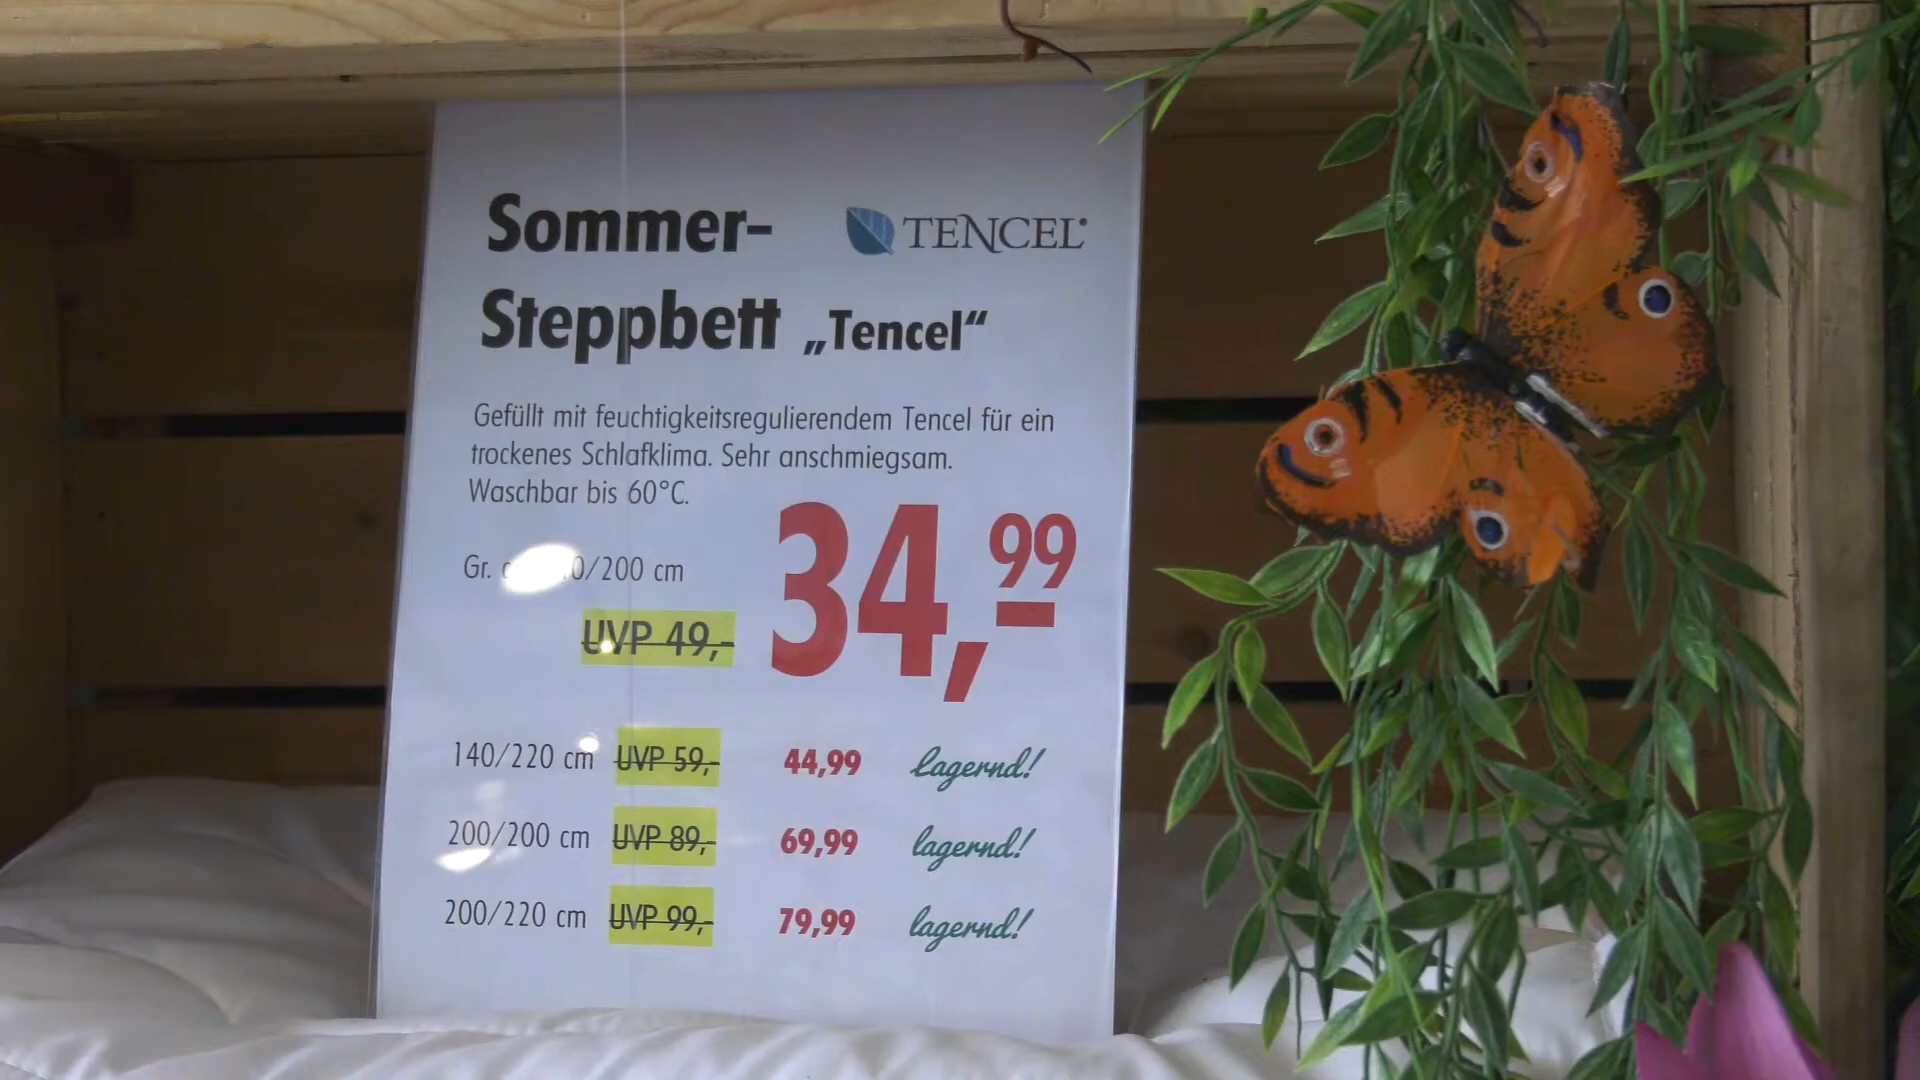 Sommer-
TENCEL®
Steppbett „Tencel“
Gefüllt mit feuchtigkeitsregulierendem Tencel für ein
trockenes Schlafklima. Sehr anschmiegsam.
Waschbar bis 60°C.
Gr. 0/200 cm
UVP 49,-
34,99
140/220 cm UVP 59,- 44,99 lagernd!
200/200 cm UVP 89,- 69,99 lagernd!
200/220 cm UVP 99,- 79,99 lagernd!